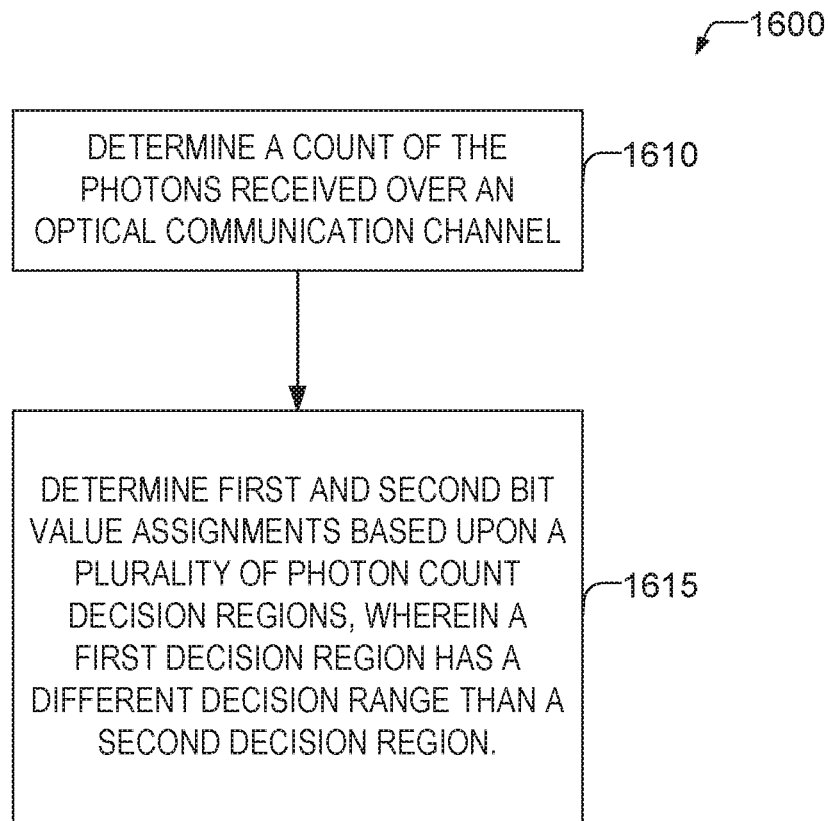 1600
DETERMINE A COUNT OF THE
PHOTONS RECEIVED OVER AN
OPTICAL COMMUNICATION CHANNEL
1610
DETERMINE FIRST AND SECOND BIT
VALUE ASSIGNMENTS BASED UPON A
PLURALITY OF PHOTON COUNT
DECISION REGIONS, WHEREIN A
FIRST DECISION REGION HAS A
DIFFERENT DECISION RANGE THAN A
SECOND DECISION REGION.
1615